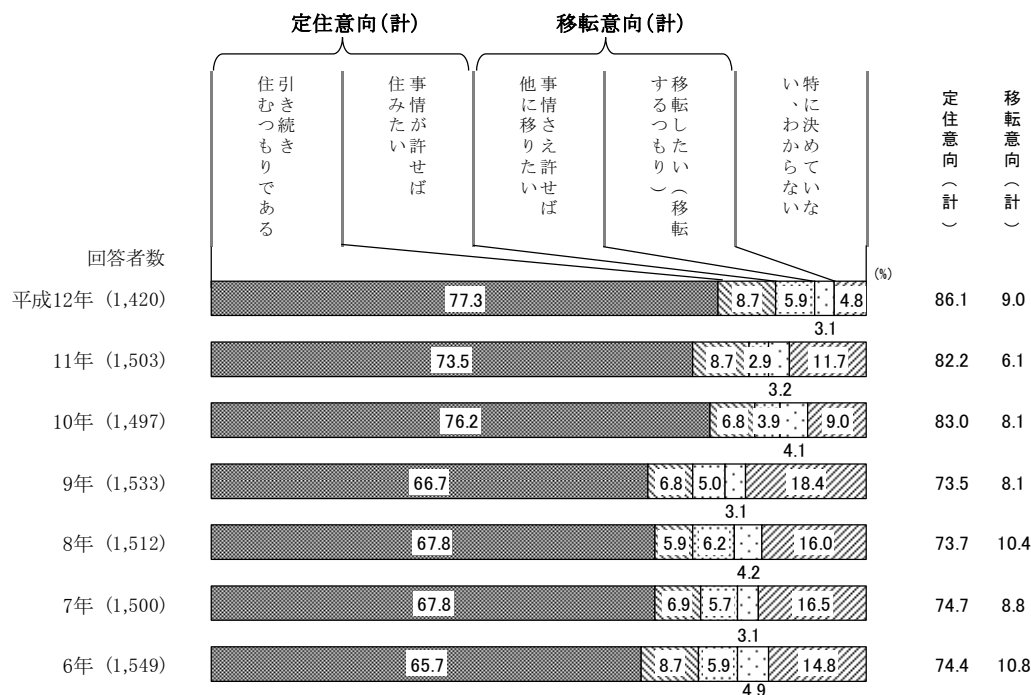 定住意向(計) 移転意向(計)
引き続き
住むつもりである
事情が許せば
住みたい
事情さえ許せば
他に移りたい
移転したい（移転
するつもり）
特に決めていな
い、わからない
定住意向（計）
移転意向（計）
回答者数
(%)
平成12年 (1,420) 77.3 8.7 5.9 4.8 86.1 9.0
3.1
11年 (1,503) 73.5 8.7 2.9 11.7 82.2 6.1
3.2
10年 (1,497) 76.2 6.8 3.9 9.0 83.0 8.1
4.1
9年 (1,533) 66.7 6.8 5.0 18.4 73.5 8.1
3.1
8年 (1,512) 67.8 5.9 6.2 16.0 73.7 10.4
4.2
7年 (1,500) 67.8 6.9 5.7 16.5 74.7 8.8
3.1
6年 (1,549) 65.7 8.7 5.9 14.8 74.4 10.8
4.9